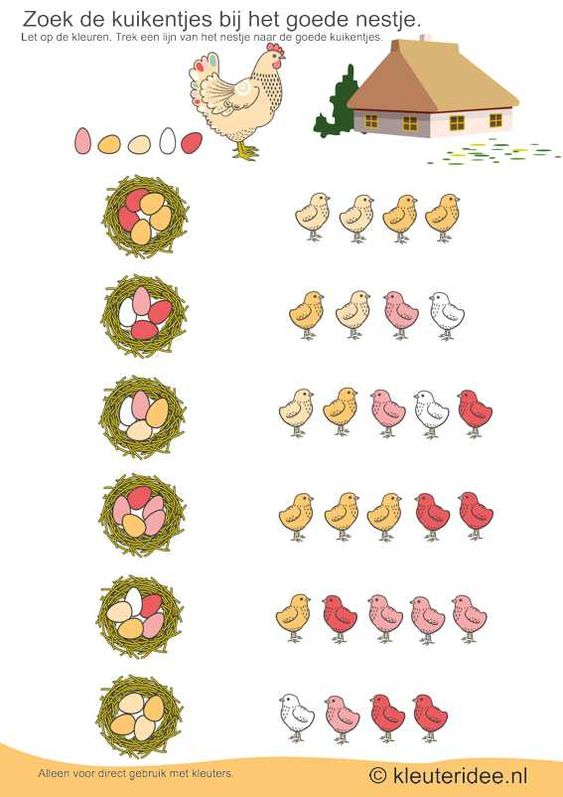 Zoek de kuikentjes bij het goede nestje.
Let op de kleuren. Trek een lijn van het nestje naar de goede kuikentjes.
Alleen voor direct gebruik met kleuters.
© kleuteridee.nl